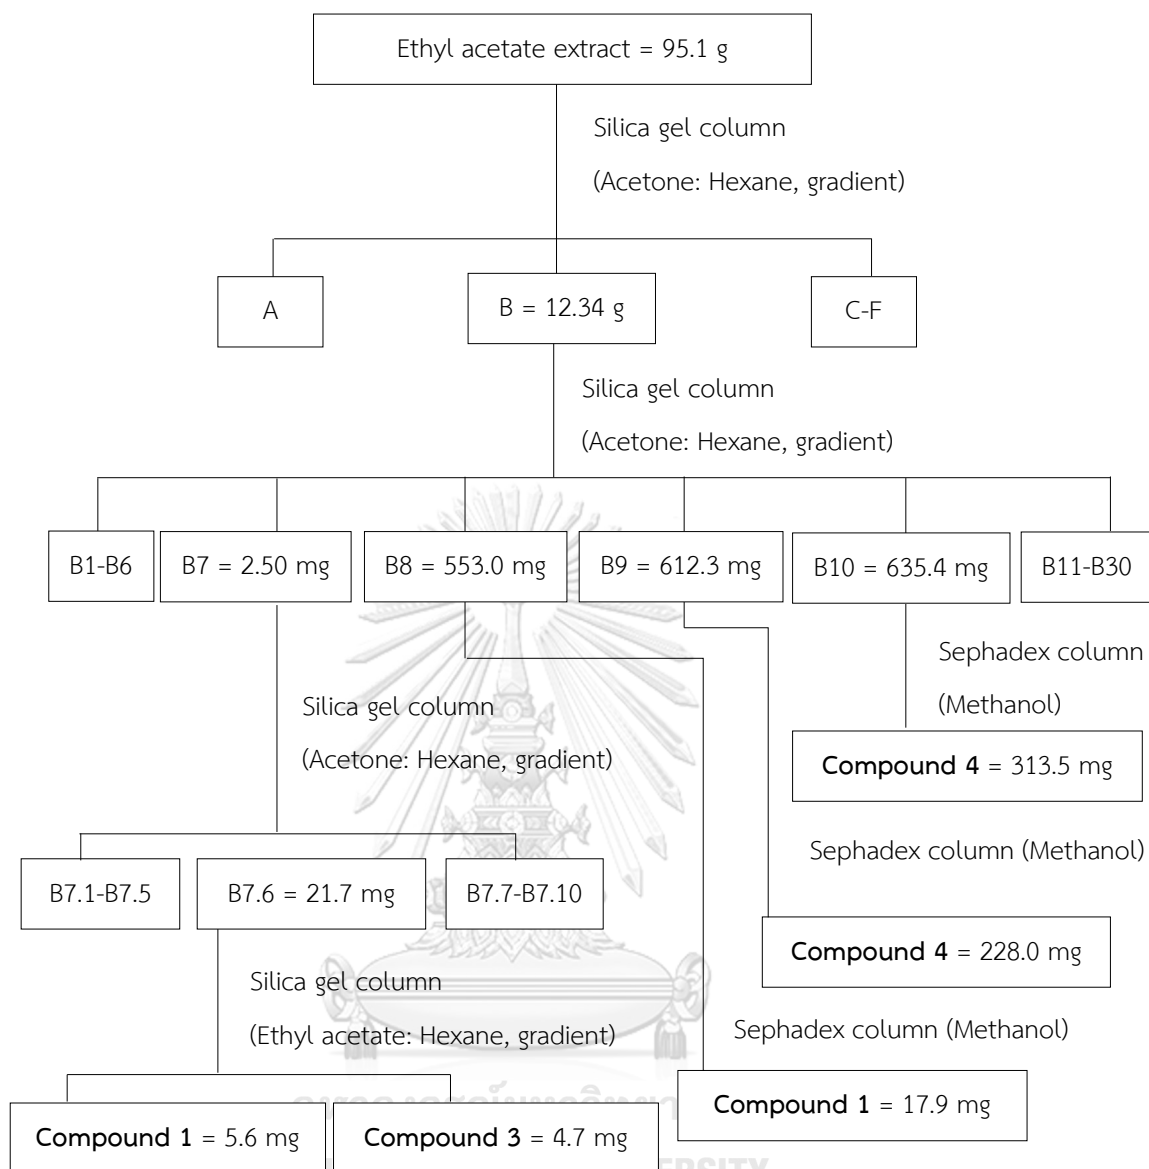 Ethyl acetate extract = 95.1 g
Silica gel column
(Acetone: Hexane, gradient)
A
B = 12.34 g
C-F
Silica gel column
(Acetone: Hexane, gradient)
B1-B6
B7 = 2.50 mg
B8 = 553.0 mg
B9 = 612.3 mg
B10 = 635.4 mg
B11-B30
Sephadex column
(Methanol)
Silica gel column
(Acetone: Hexane, gradient)
Compound 4 = 313.5 mg
Sephadex column (Methanol)
B7.1-B7.5
B7.6 = 21.7 mg
B7.7-B7.10
Compound 4 = 228.0 mg
Silica gel column
(Ethyl acetate: Hexane, gradient)
Sephadex column (Methanol)
Compound 1 = 17.9 mg
Compound 1 = 5.6 mg
Compound 3 = 4.7 mg